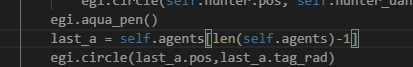 egi.circle(self.hunter.pos, self.hunter_dan
egi.aqua_pen()
last_a = self.agents[len(self.agents)-1]
egi.circle(last_a.pos,last_a.tag_rad)